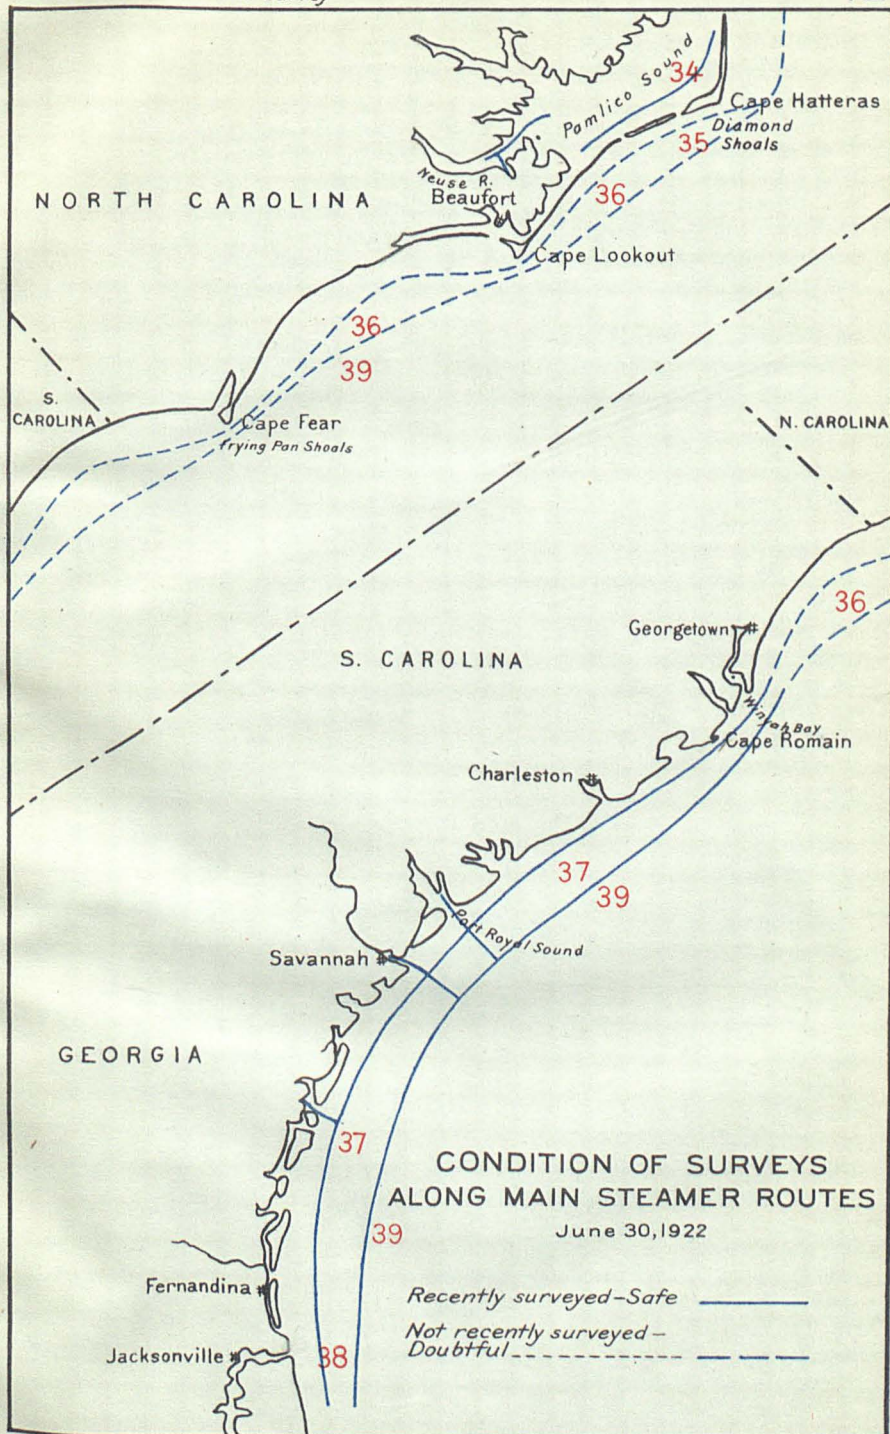 34
Pamlico Sound
Cape Hatteras
Diamond
Shoals
35
Neuse R.
Beaufort
NORTH CAROLINA
36
Cape Lookout
36
39
S.
CAROLINA
Cape Fear
Frying Pan Shoals
N. CAROLINA
36
Georgetown
S. CAROLINA
Winyah Bay
Cape Romain
Charleston
37
39
Port Royal Sound
Savannah
GEORGIA
37
39
CONDITION OF SURVEYS
ALONG MAIN STEAMER ROUTES
June 30, 1922
Fernandina
Recently surveyed-Safe
Not recently surveyed-
Doubtful
Jacksonville
38